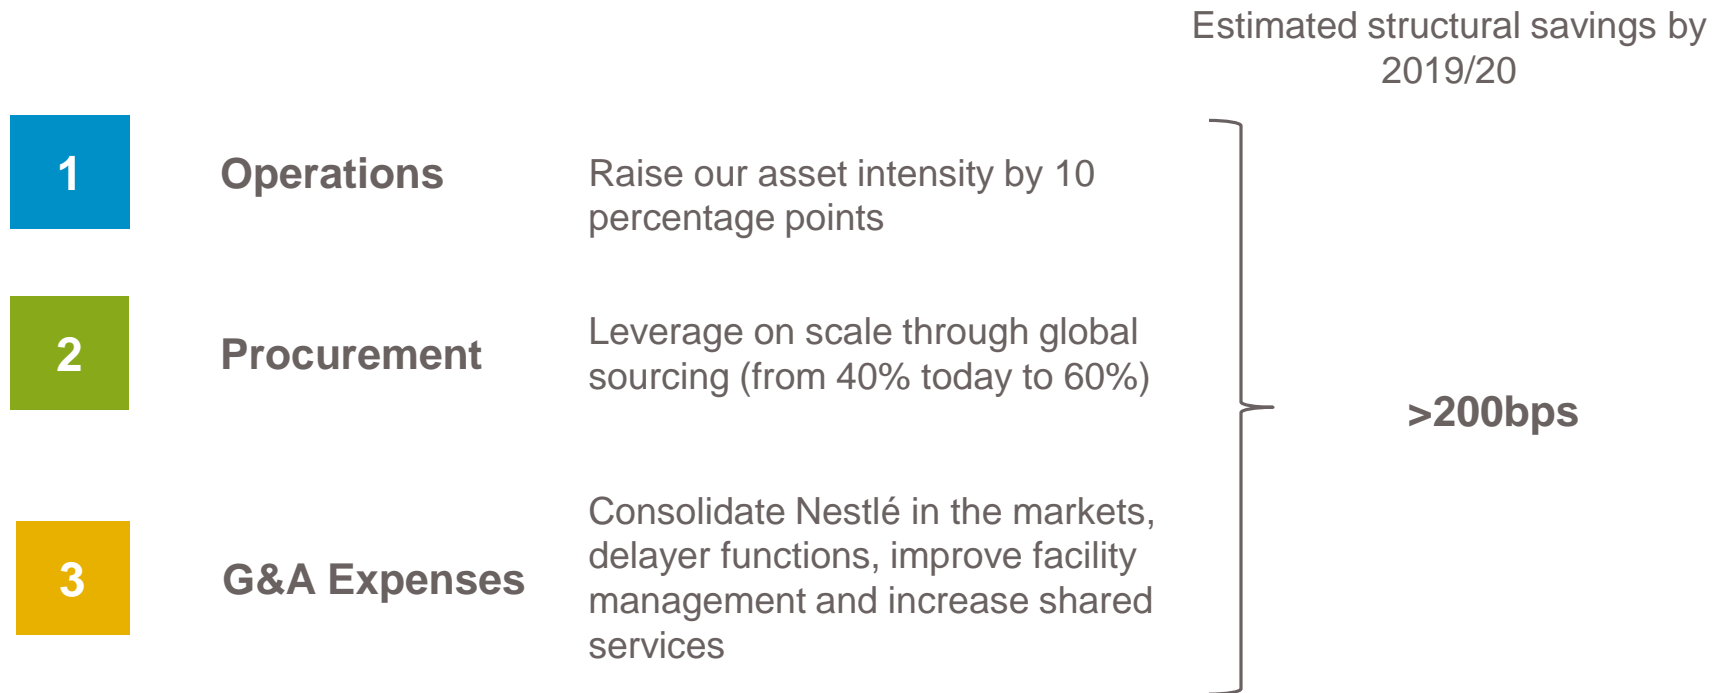 Estimated structural savings by
2019/20
1
Operations
Raise our asset intensity by 10
percentage points
2
Procurement
Leverage on scale through global
sourcing (from 40% today to 60%)
>200bps
3
G&A Expenses
Consolidate Nestlé in the markets,
delayer functions, improve facility
management and increase shared
services